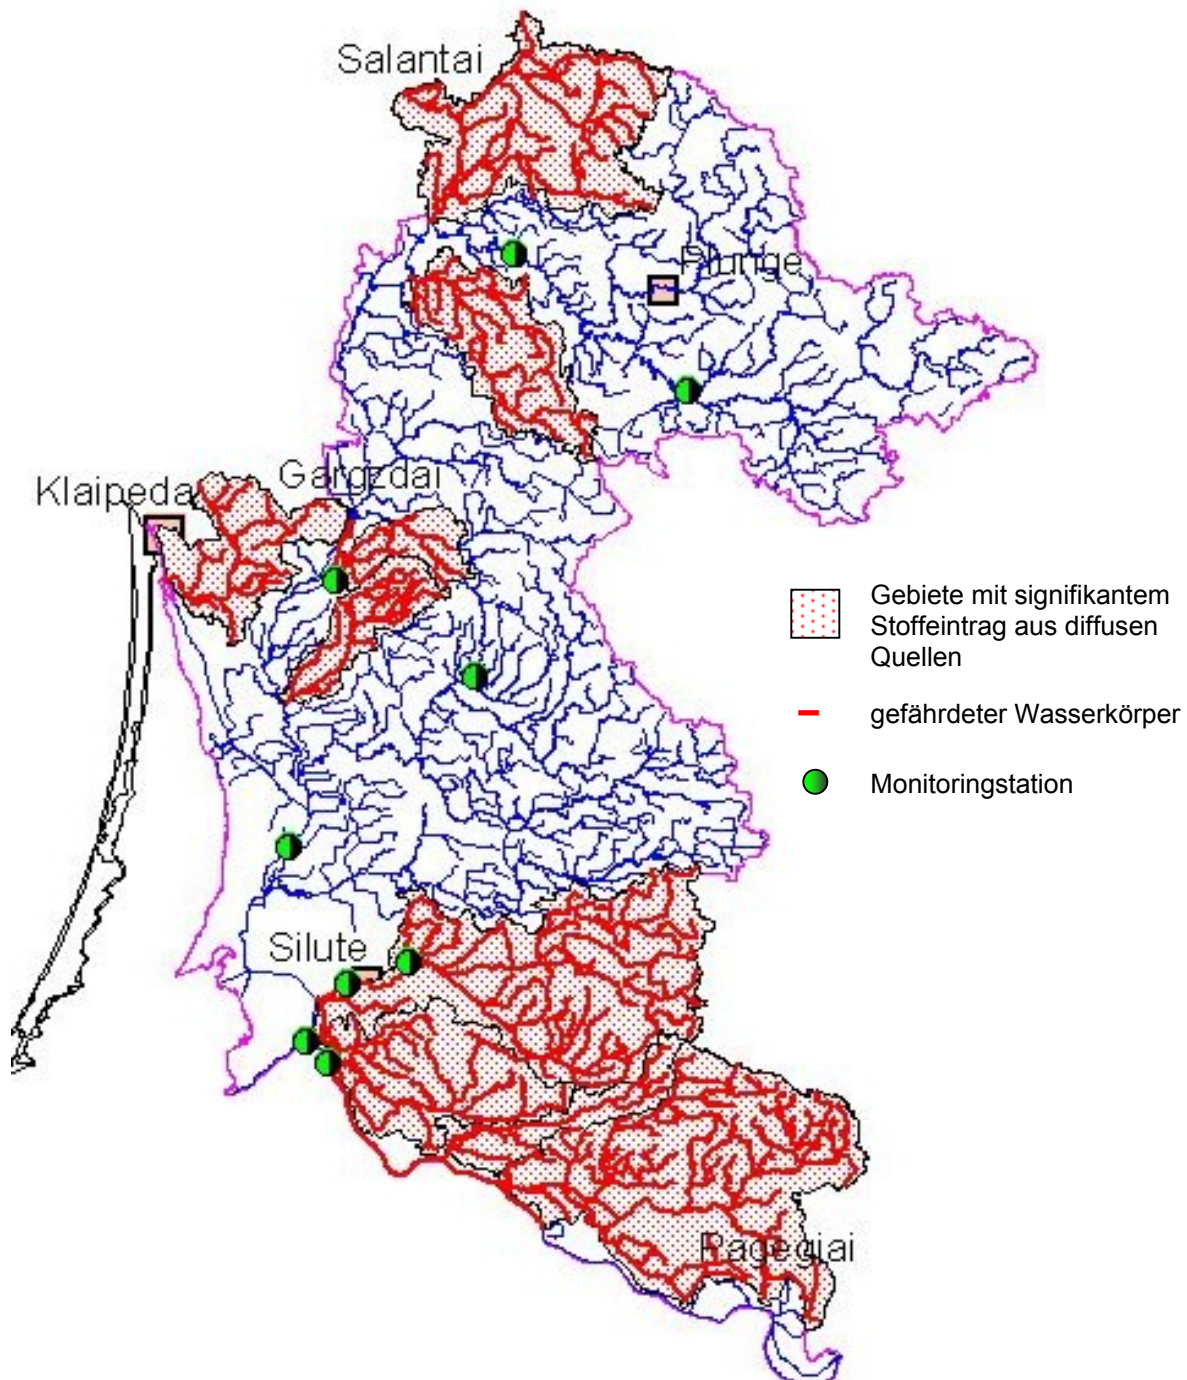 Salantai
Plunge
Gargzdai
Klaipeda
Gebiete mit signifikantem
Stoffeintrag aus diffusen
Quellen
gefährdeter Wasserkörper
Monitoringstation
Silute
Pagegiai